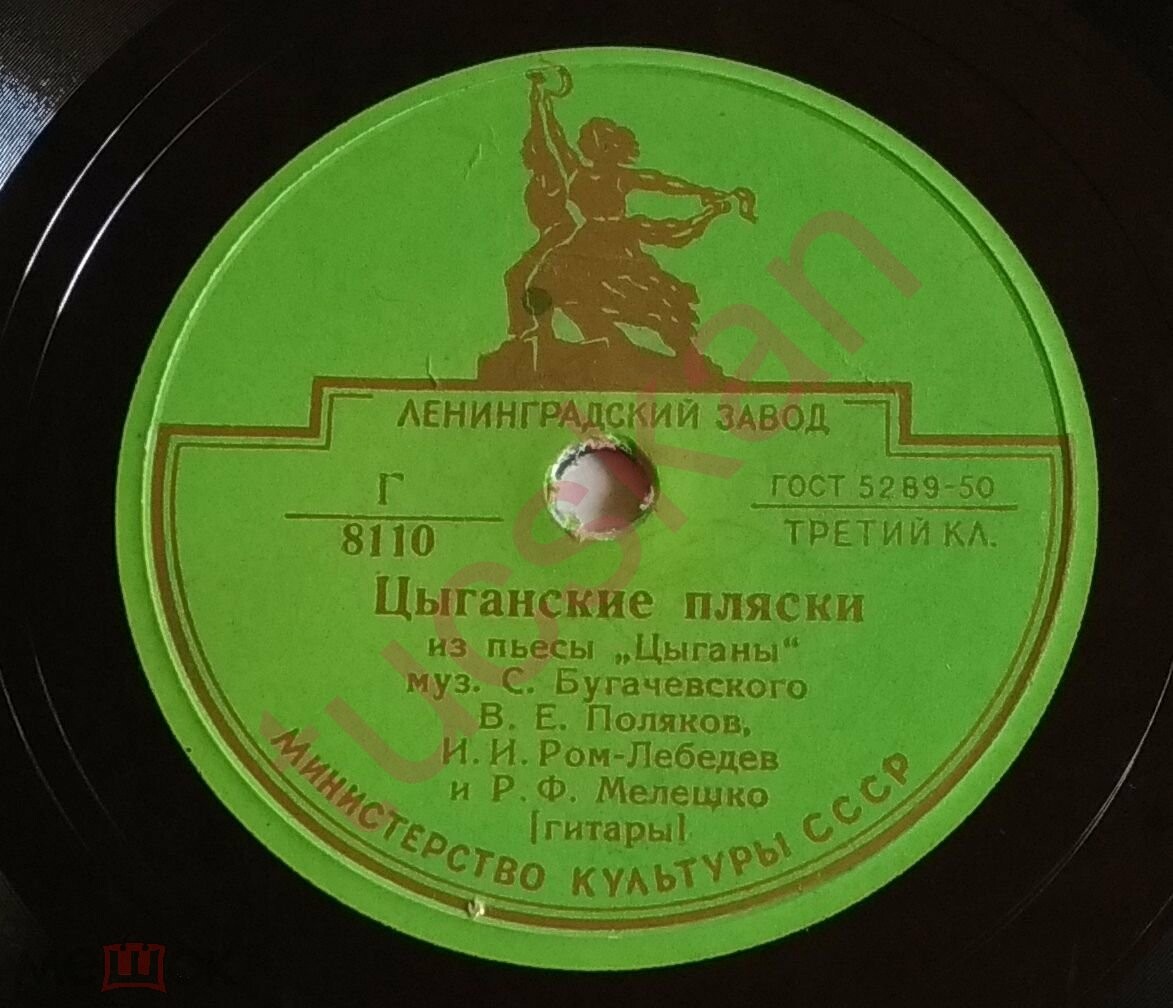 ЛЕНИНГРАДСКИЙ ЗАВОД
Г
8110
ГОСТ 5289-50
ТРЕТИЙ КЛ.
Цыганские пляски
из пьесы „Цыганы“
муз. С. Бугачевского
В. Е. Поляков,
И. И. Ром-Лебедев
и Р. Ф. Мелешко
[гитары]
МИНИСТЕРСТВО КУЛЬТУРЫ СССР
мешок